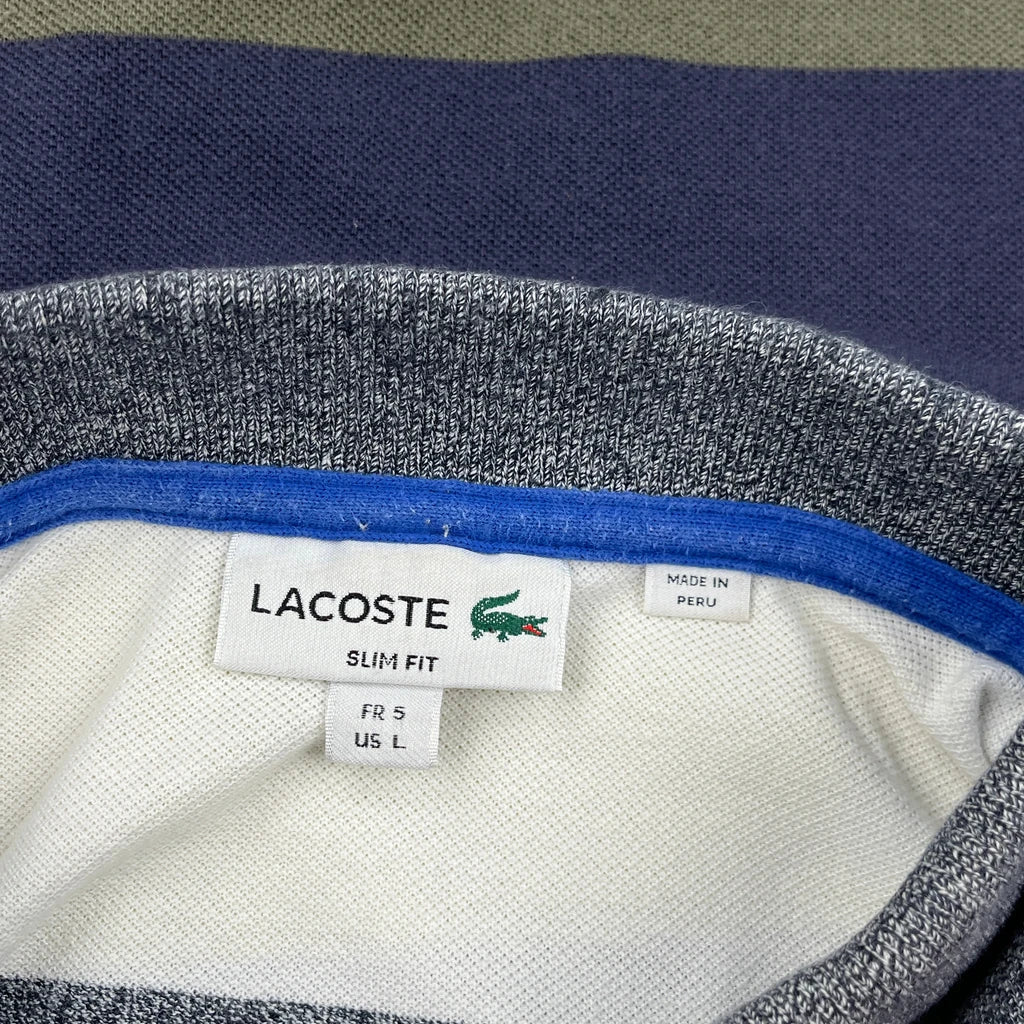 LACOSTE
SLIM FIT
FR 5
US L
MADE IN
PERU